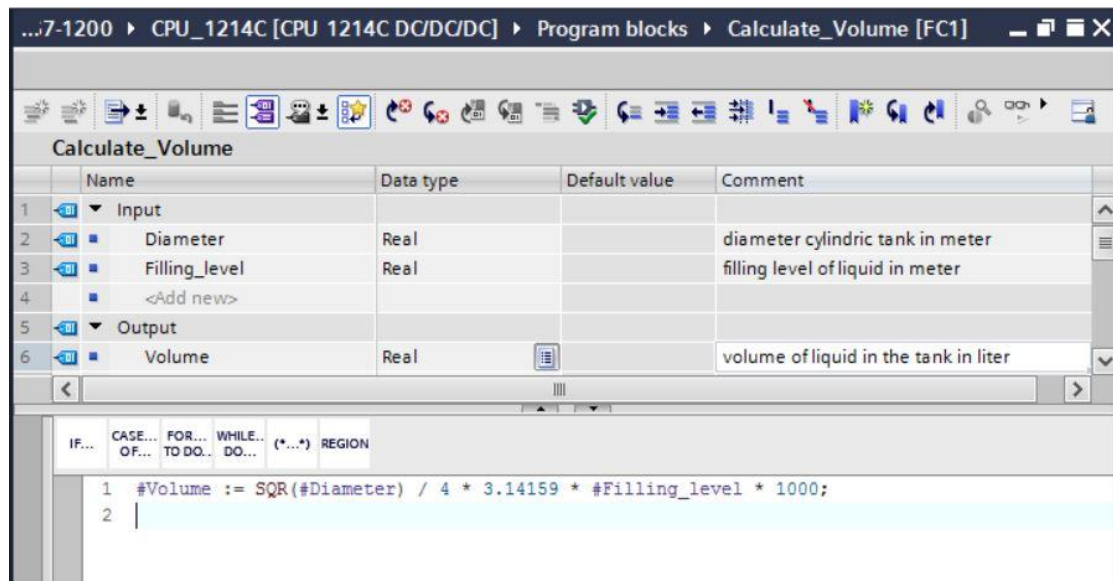 ...7-1200 ▸ CPU_1214C [CPU 1214C DC/DC/DC] ▸ Program blocks ▸ Calculate_Volume [FC1]
Calculate_Volume
Name Data type Default value Comment
1 Input
2 Diameter Real diameter cylindric tank in meter
3 Filling_level Real filling level of liquid in meter
4 <Add new>
5 Output
6 Volume Real volume of liquid in the tank in liter
IF... CASE... OF... FOR... TO DO.. WHILE.. DO... (*...*) REGION
1 #Volume := SQR(#Diameter) / 4 * 3.14159 * #Filling_level * 1000;
2